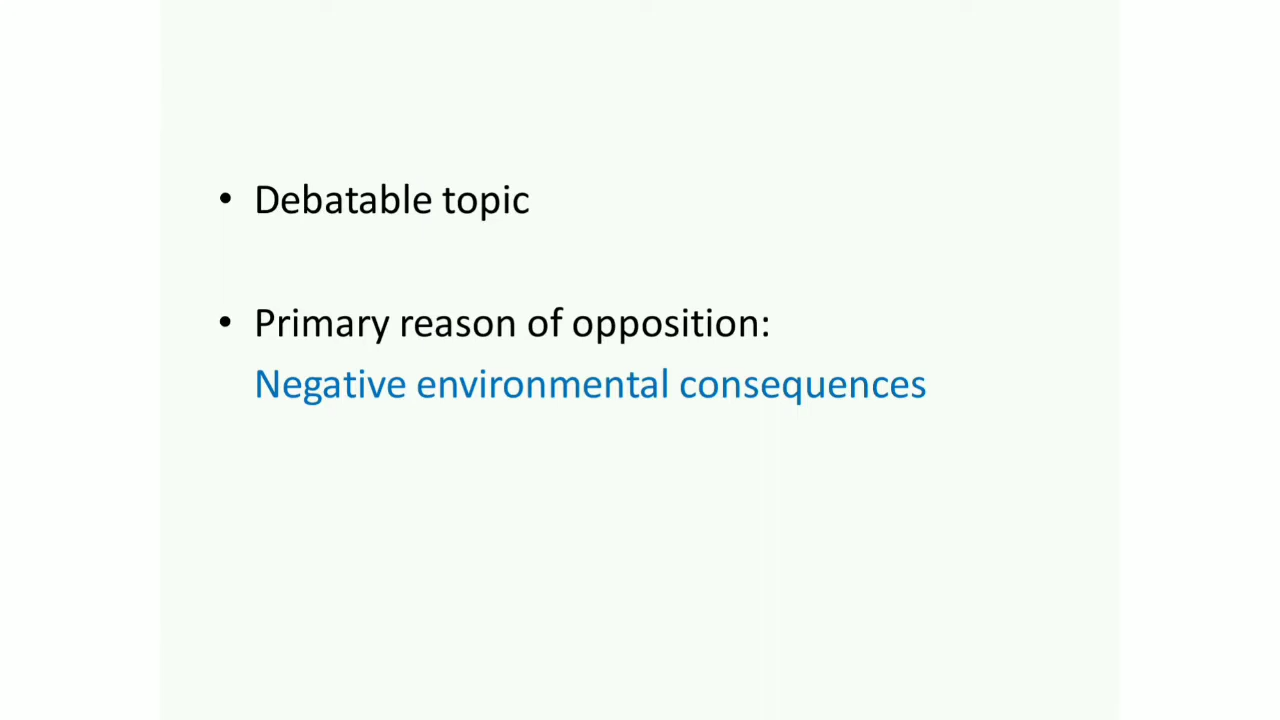 • Debatable topic
• Primary reason of opposition:
Negative environmental consequences